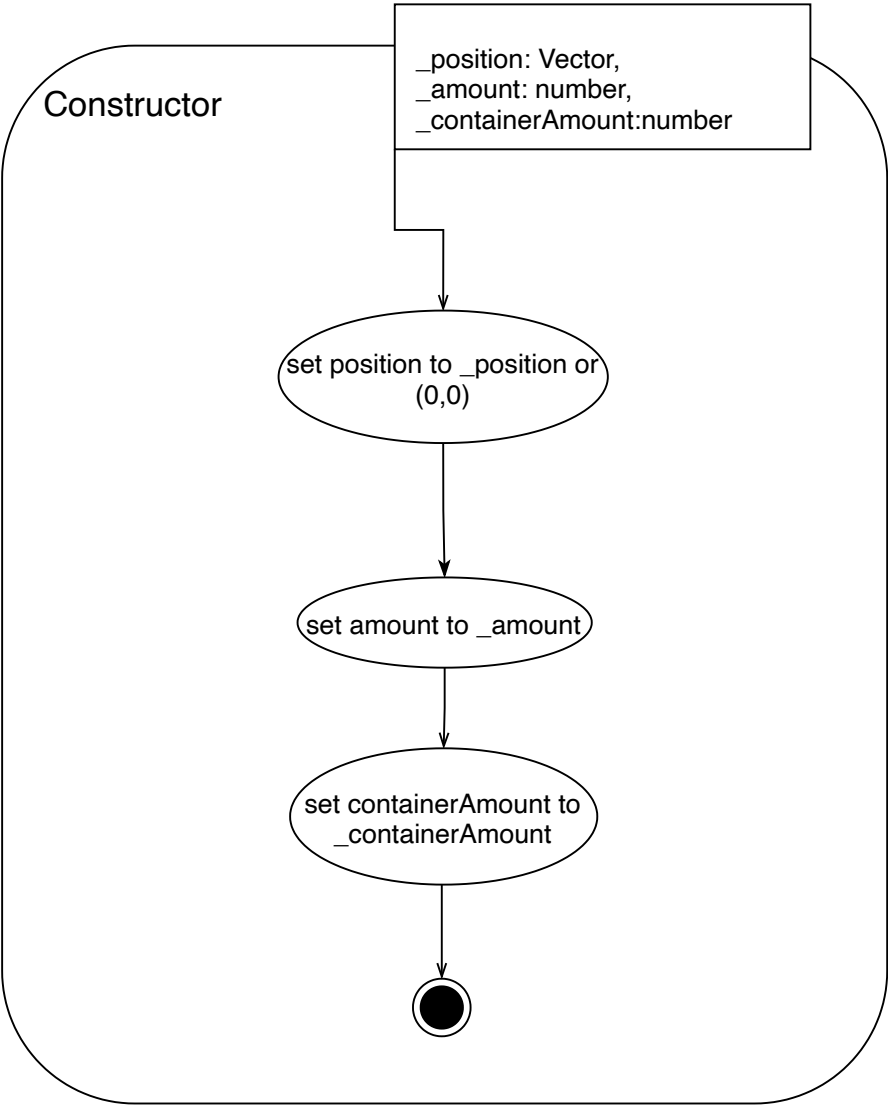 _position: Vector,
_amount: number,
_containerAmount:number
Constructor
set position to _position or
(0,0)
set amount to _amount
set containerAmount to
_containerAmount